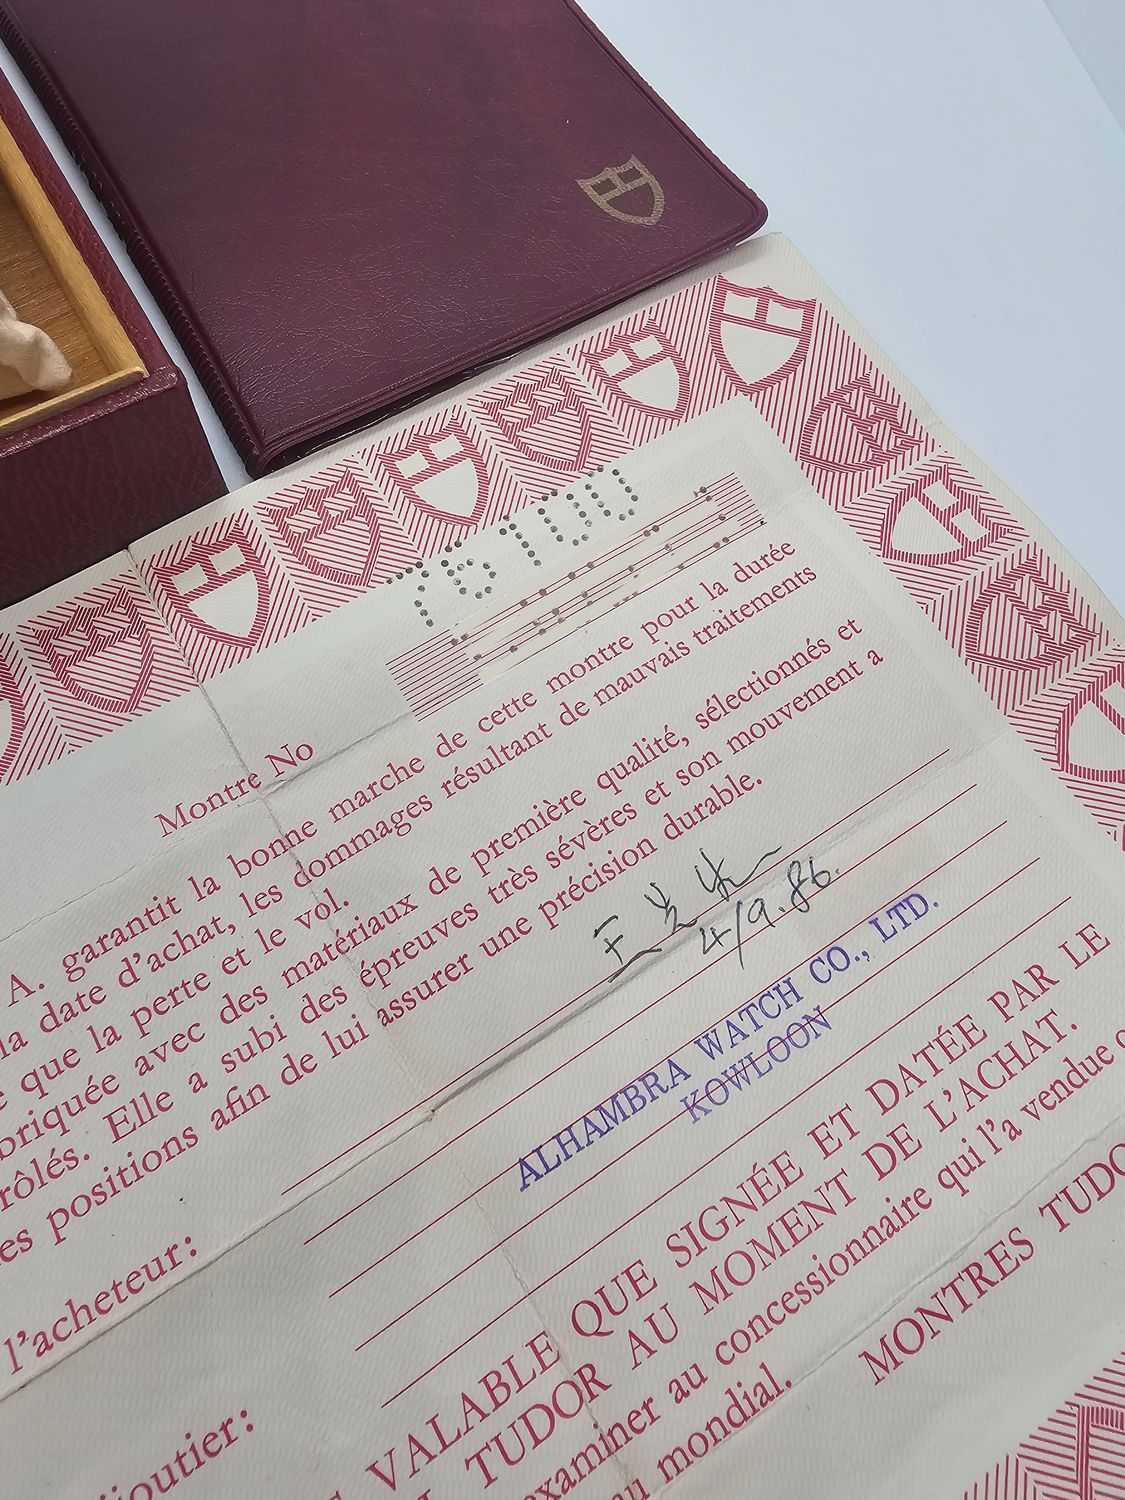 76100
Montre No
A. garantit la bonne marche de cette montre pour la durée
la date d'achat, les dommages résultant de mauvais traitements
que la perte et le vol.
briquée avec des matériaux de première qualité, sélectionnés et
rôlés. Elle a subi des épreuves très sévères et son mouvement a
es positions afin de lui assurer une précision durable.
4/9.86.
l'acheteur:
ALHAMBRA WATCH CO., LTD.
KOWLOON
ijoutier:
VALABLE QUE SIGNÉE ET DATÉE PAR LE
TUDOR AU MOMENT DE L'ACHAT.
examiner au concessionnaire qui l'a vendue
au mondial.
MONTRES TUDO